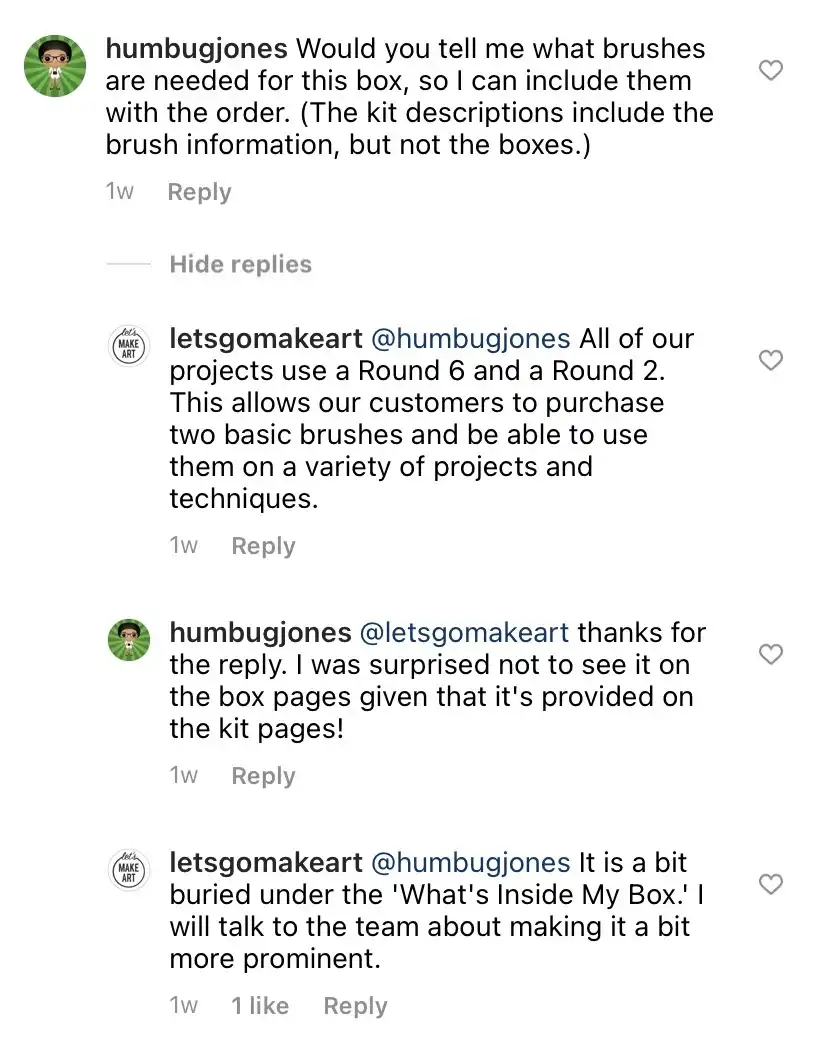 humbugjones Would you tell me what brushes
are needed for this box, so I can include them
with the order. (The kit descriptions include the
brush information, but not the boxes.)
1w Reply
Hide replies
let's
MAKE
ART
letsgomakeart @humbugjones All of our
projects use a Round 6 and a Round 2.
This allows our customers to purchase
two basic brushes and be able to use
them on a variety of projects and
techniques.
1w Reply
humbugjones @letsgomakeart thanks for
the reply. I was surprised not to see it on
the box pages given that it's provided on
the kit pages!
1w Reply
let's
MAKE
ART
letsgomakeart @humbugjones It is a bit
buried under the 'What's Inside My Box.' I
will talk to the team about making it a bit
more prominent.
1w 1 like Reply